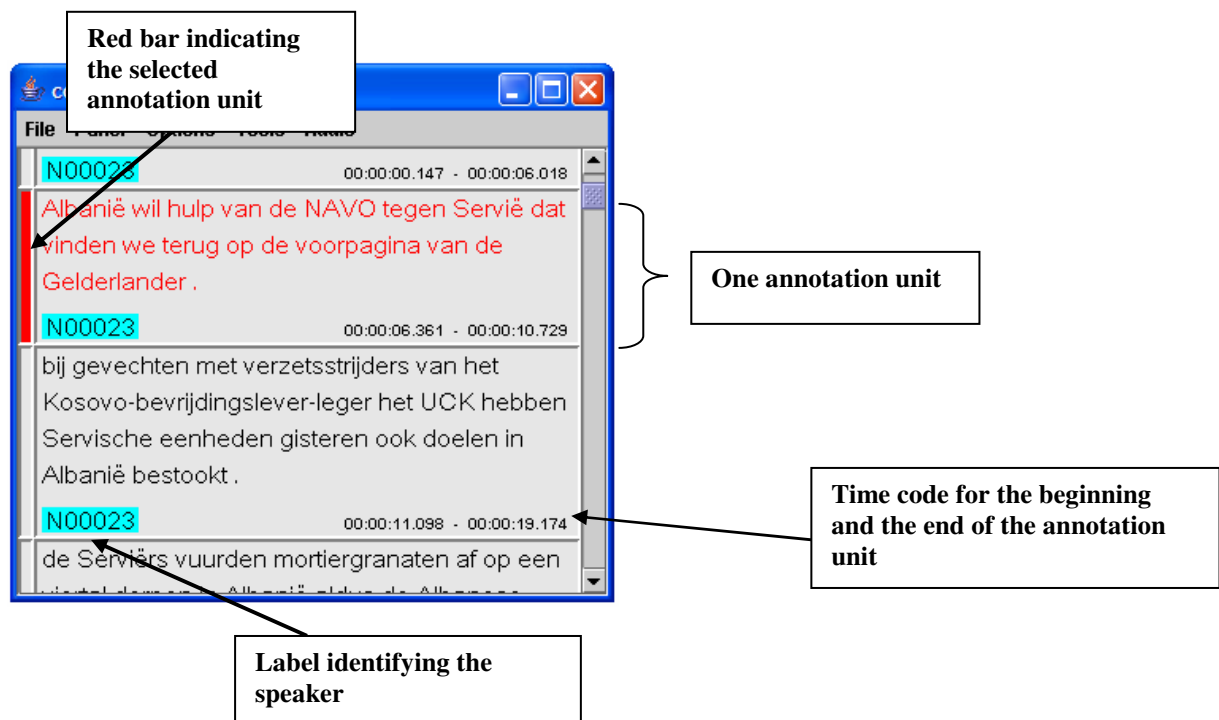 Red bar indicating
the selected
annotation unit
File
N00023 00:00:00.147 - 00:00:06.018
Albanië wil hulp van de NAVO tegen Servië dat
vinden we terug op de voorpagina van de
Gelderlander .
N00023 00:00:06.361 - 00:00:10.729
One annotation unit
bij gevechten met verzetsstrijders van het
Kosovo-bevrijdingslever-leger het UCK hebben
Servische eenheden gisteren ook doelen in
Albanië bestookt .
N00023 00:00:11.098 - 00:00:19.174
Time code for the beginning
and the end of the annotation
unit
de Serviërs vuurden mortiergranaten af op een
Label identifying the
speaker